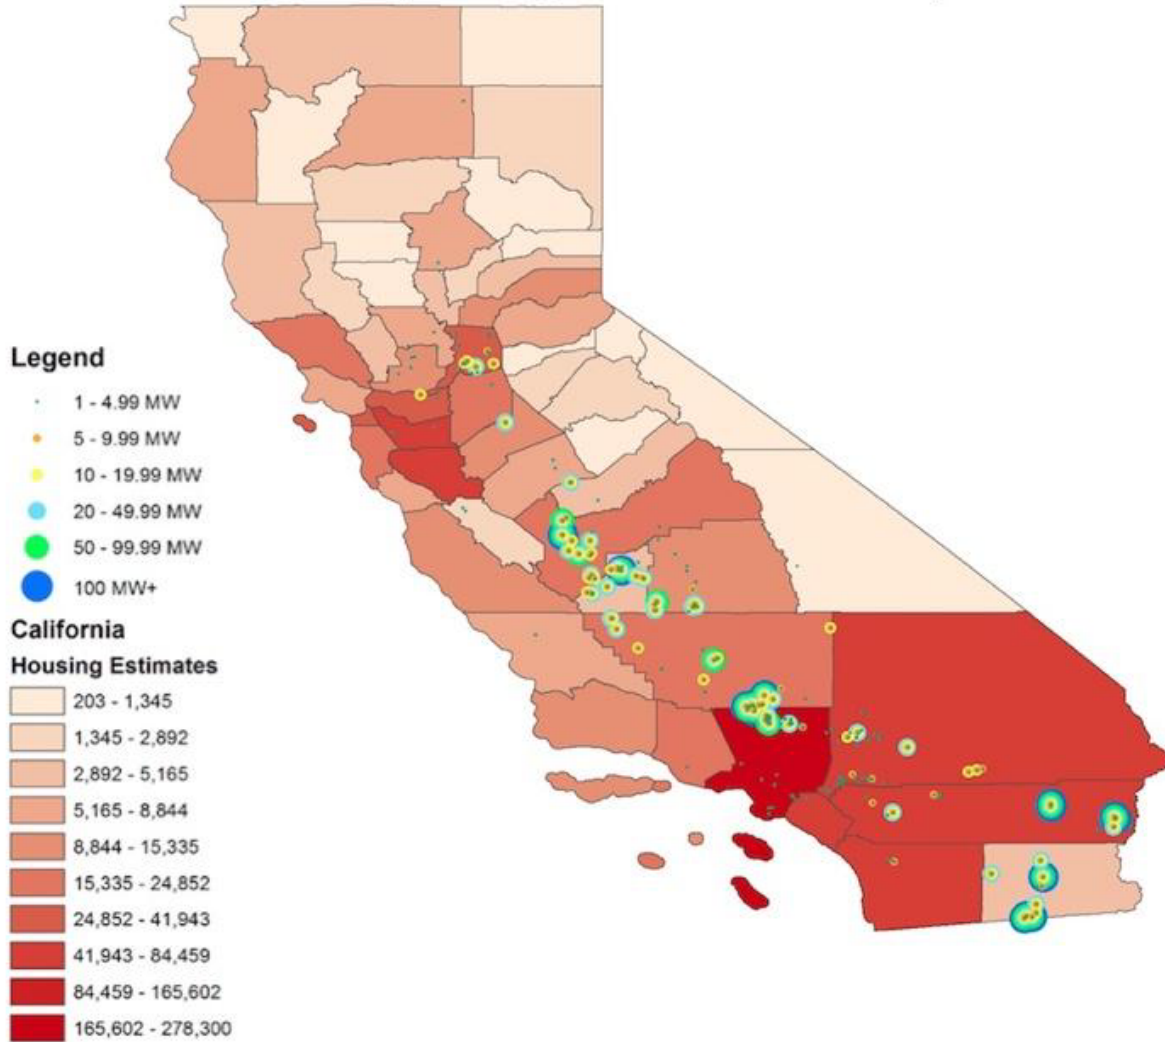 Legend
1 - 4.99 MW
5 - 9.99 MW
10 - 19.99 MW
20 - 49.99 MW
50 - 99.99 MW
100 MW+
California
Housing Estimates
203 - 1,345
1,345 - 2,892
2,892 - 5,165
5,165 - 8,844
8,844 - 15,335
15,335 - 24,852
24,852 - 41,943
41,943 - 84,459
84,459 - 165,602
165,602 - 278,300